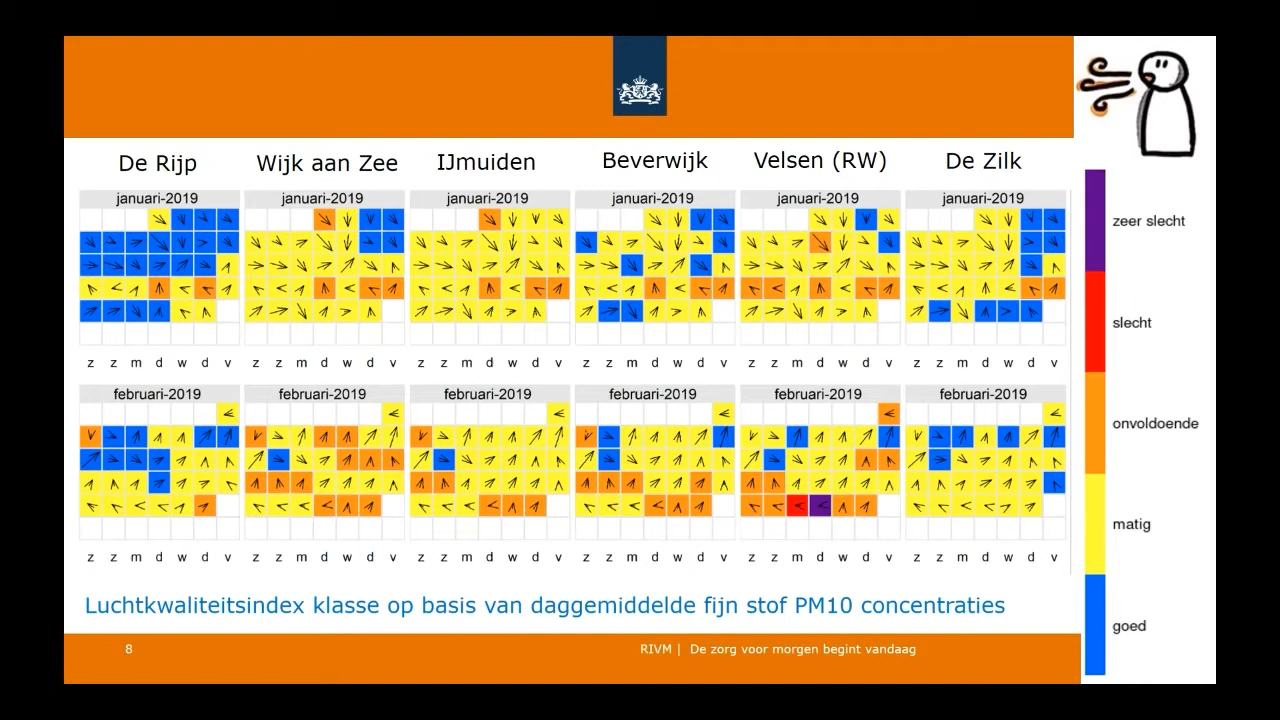 De Rijp Wijk aan Zee IJmuiden Beverwijk Velsen (RW) De Zilk
januari-2019 januari-2019 januari-2019 januari-2019 januari-2019 januari-2019
z z m d w d v z z m d w d v z z m d w d v z z m d w d v z z m d w d v z z m d w d v
februari-2019 februari-2019 februari-2019 februari-2019 februari-2019 februari-2019
z z m d w d v z z m d w d v z z m d w d v z z m d w d v z z m d w d v z z m d w d v
zeer slecht
slecht
onvoldoende
matig
goed
Luchtkwaliteitsindex klasse op basis van daggemiddelde fijn stof PM10 concentraties
8 RIVM | De zorg voor morgen begint vandaag